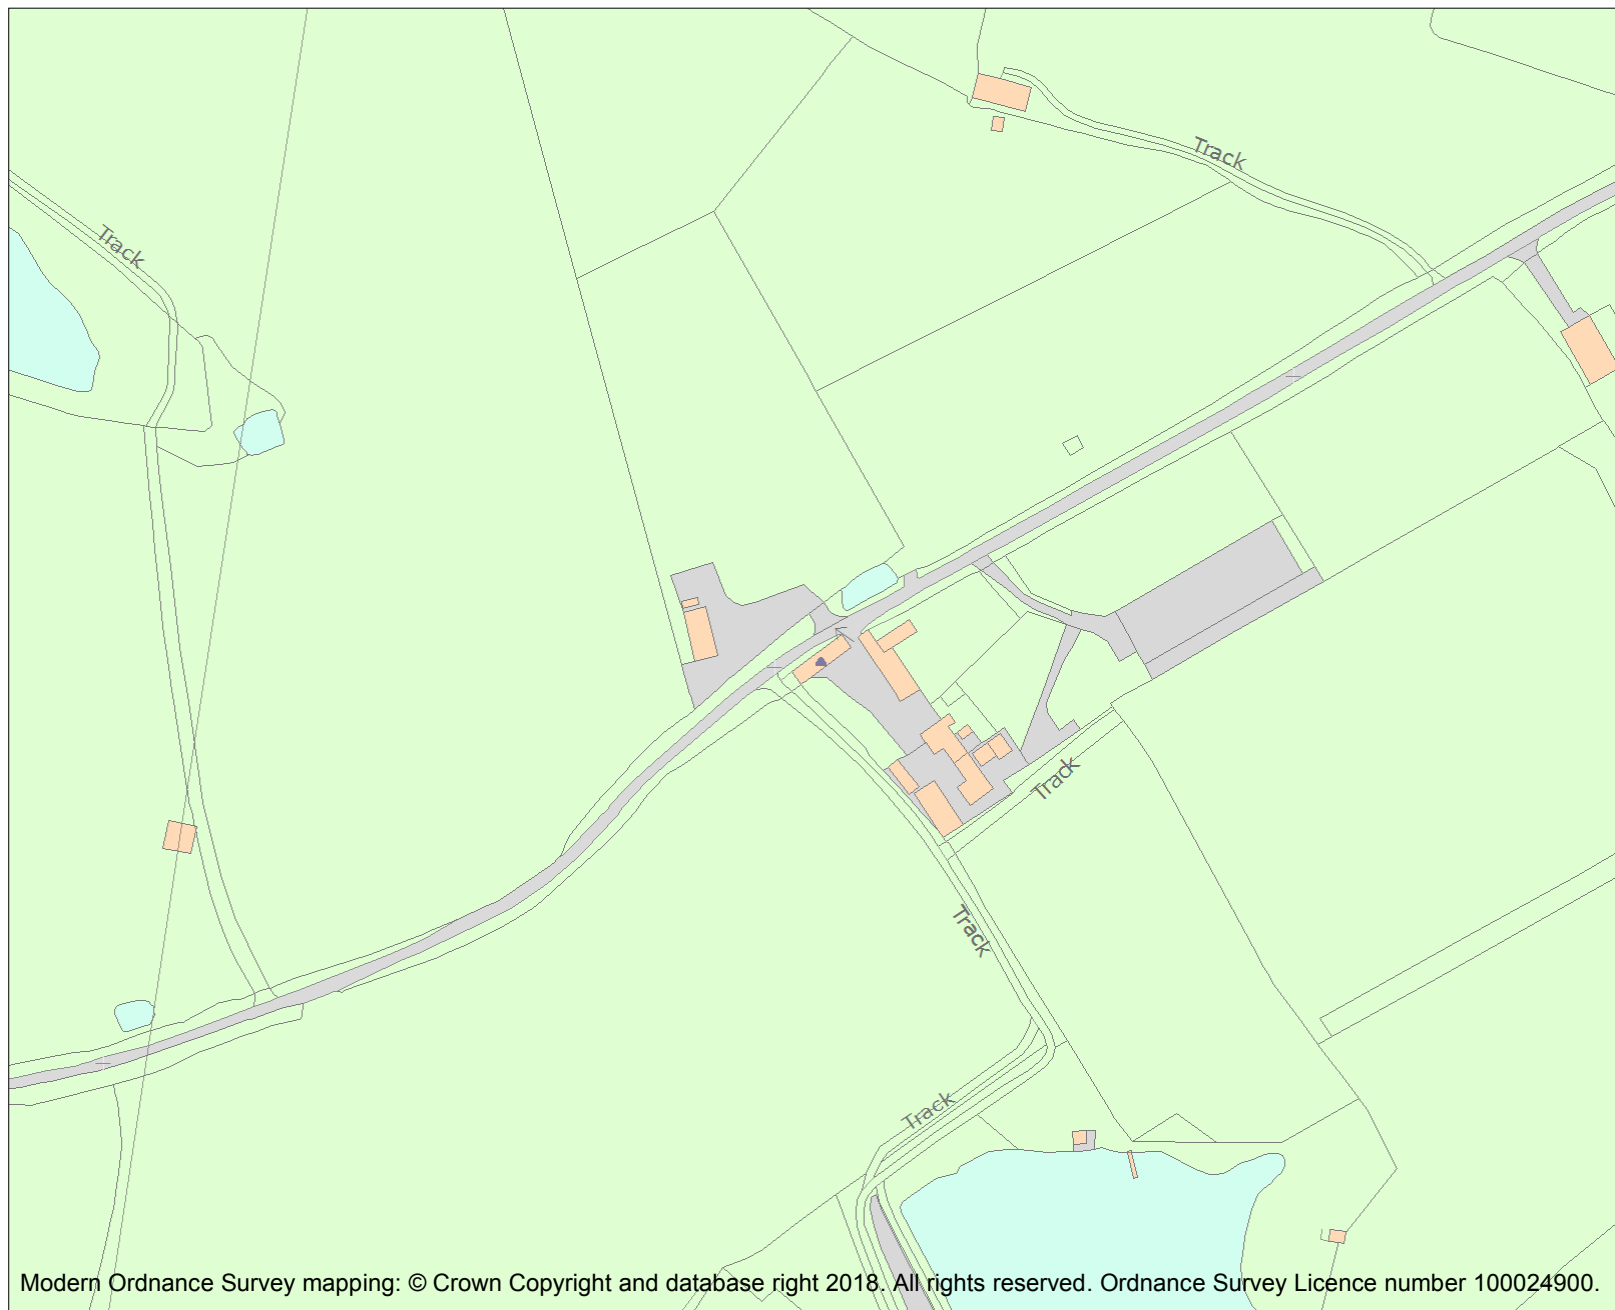 Track
Track
Track
Track
Track
Modern Ordnance Survey mapping: © Crown Copyright and database right 2018. All rights reserved. Ordnance Survey Licence number 100024900.